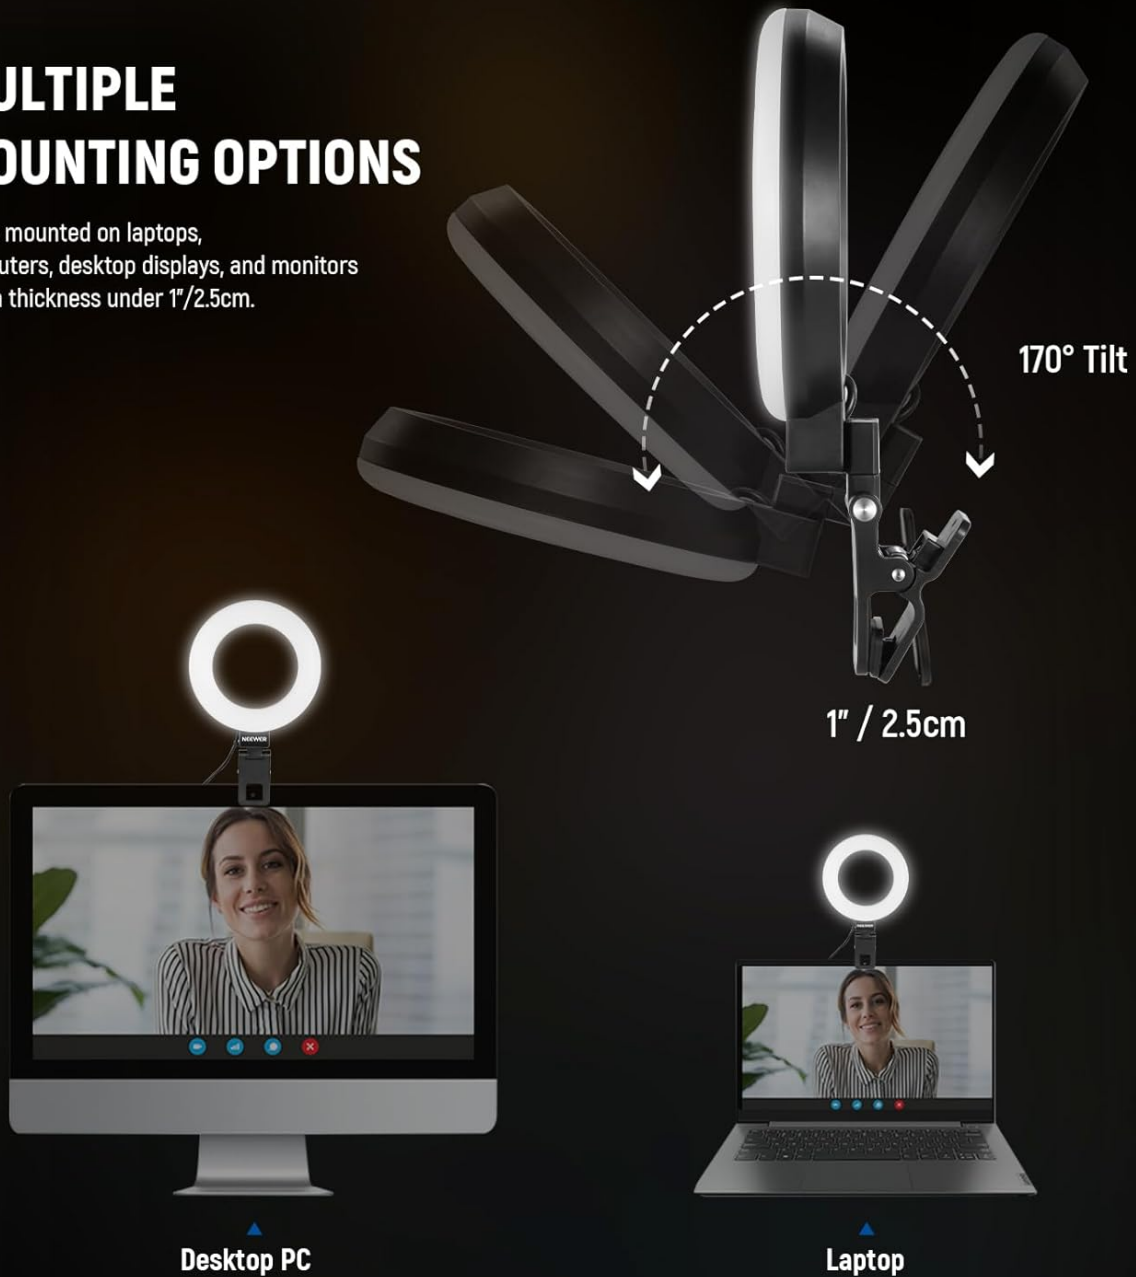 ULTIPLE
OUNTING OPTIONS
mounted on laptops,
uters, desktop displays, and monitors
thickness under 1"/2.5cm.
170° Tilt
1" / 2.5cm
NEEWER
NEEWER
Desktop PC
Laptop